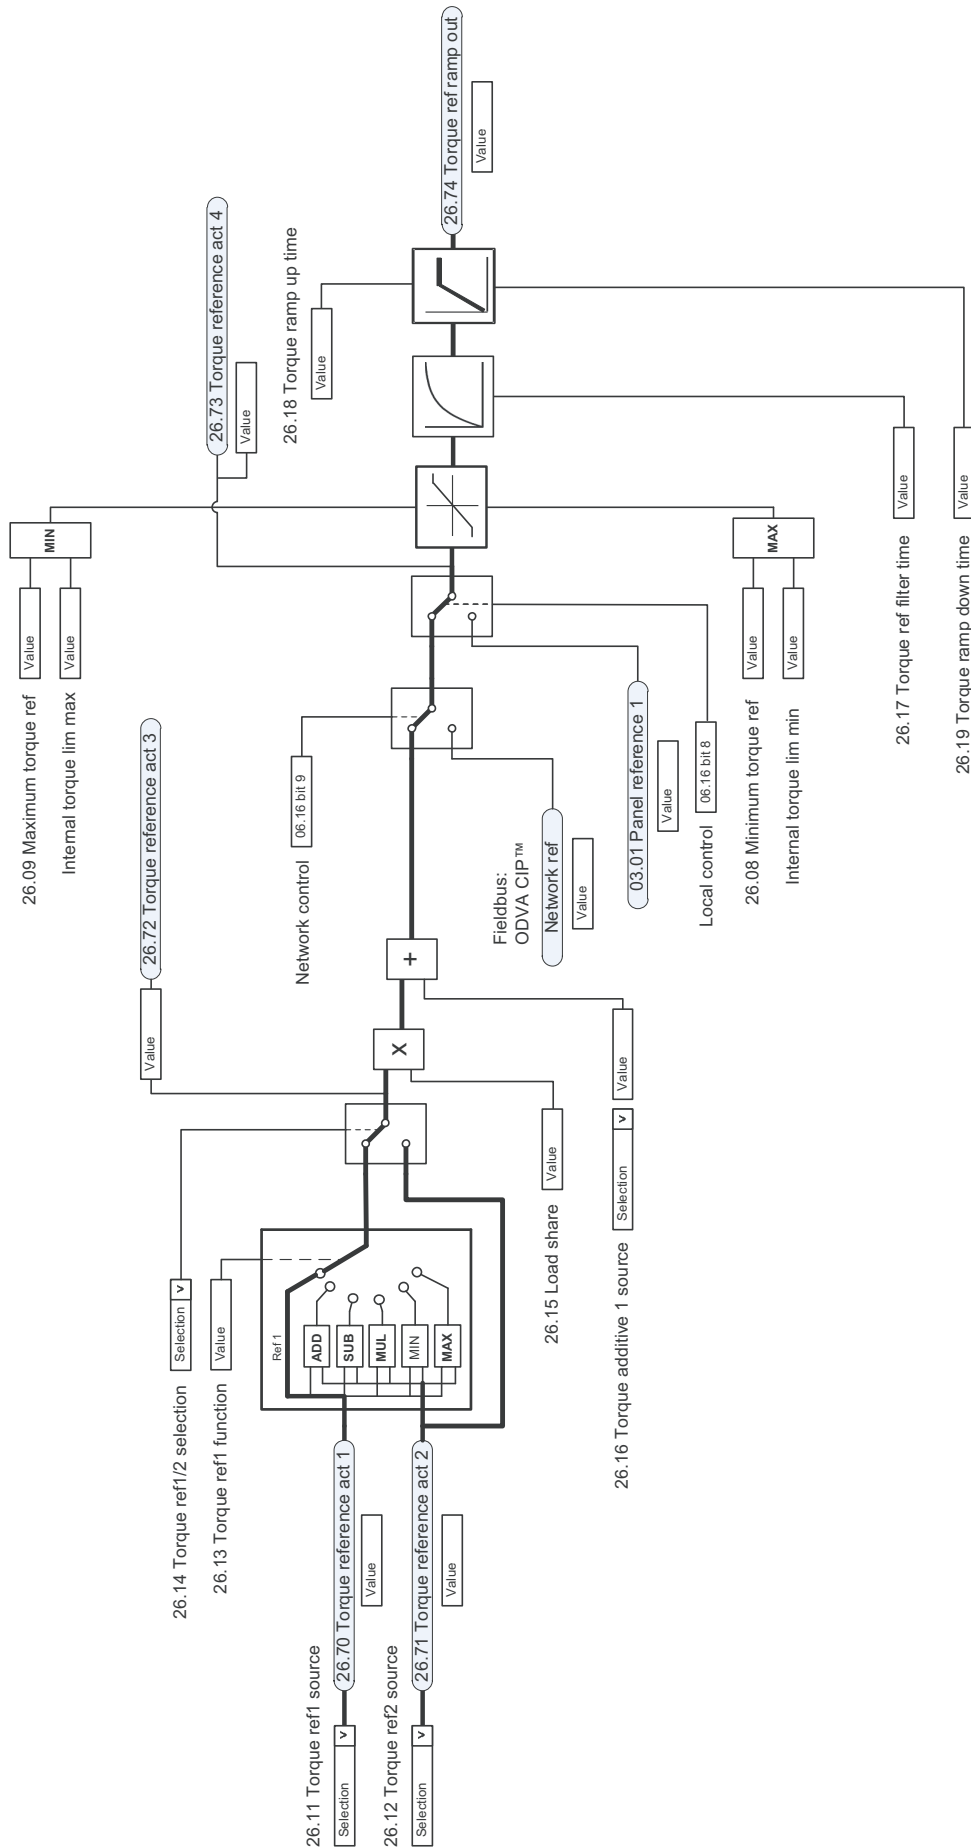 26.11 Torque ref1 source
Selection
v
26.70 Torque reference act 1
Value
26.12 Torque ref2 source
Selection
v
26.71 Torque reference act 2
Value
26.14 Torque ref1/2 selection
Selection
v
26.13 Torque ref1 function
Value
Ref 1
ADD
SUB
MUL
MIN
MAX
Value
26.72 Torque reference act 3
X
26.15 Load share
Value
+
26.16 Torque additive 1 source
Selection
v
Value
Network control
06.16 bit 9
Fieldbus:
ODVA CIP™
Network ref
Value
03.01 Panel reference 1
Value
Local control
06.16 bit 8
26.09 Maximum torque ref
Value
Internal torque lim max
Value
MIN
26.73 Torque reference act 4
Value
26.08 Minimum torque ref
Value
Internal torque lim min
Value
MAX
26.18 Torque ramp up time
Value
26.17 Torque ref filter time
Value
26.19 Torque ramp down time
Value
26.74 Torque ref ramp out
Value